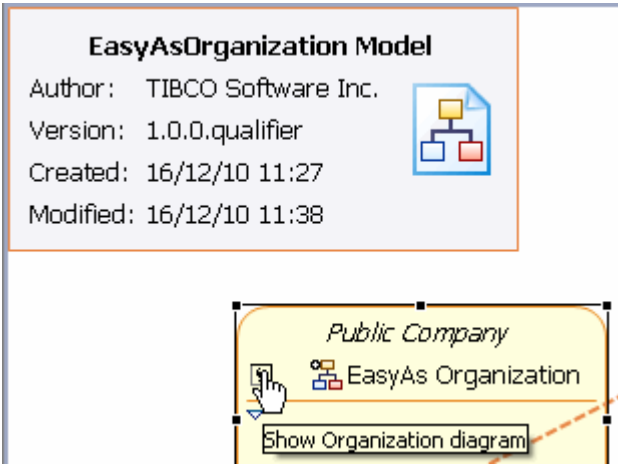 EasyAsOrganization Model
Author: TIBCO Software Inc.
Version: 1.0.0.qualifier
Created: 16/12/10 11:27
Modified: 16/12/10 11:38
Public Company
EasyAs Organization
Show Organization diagram